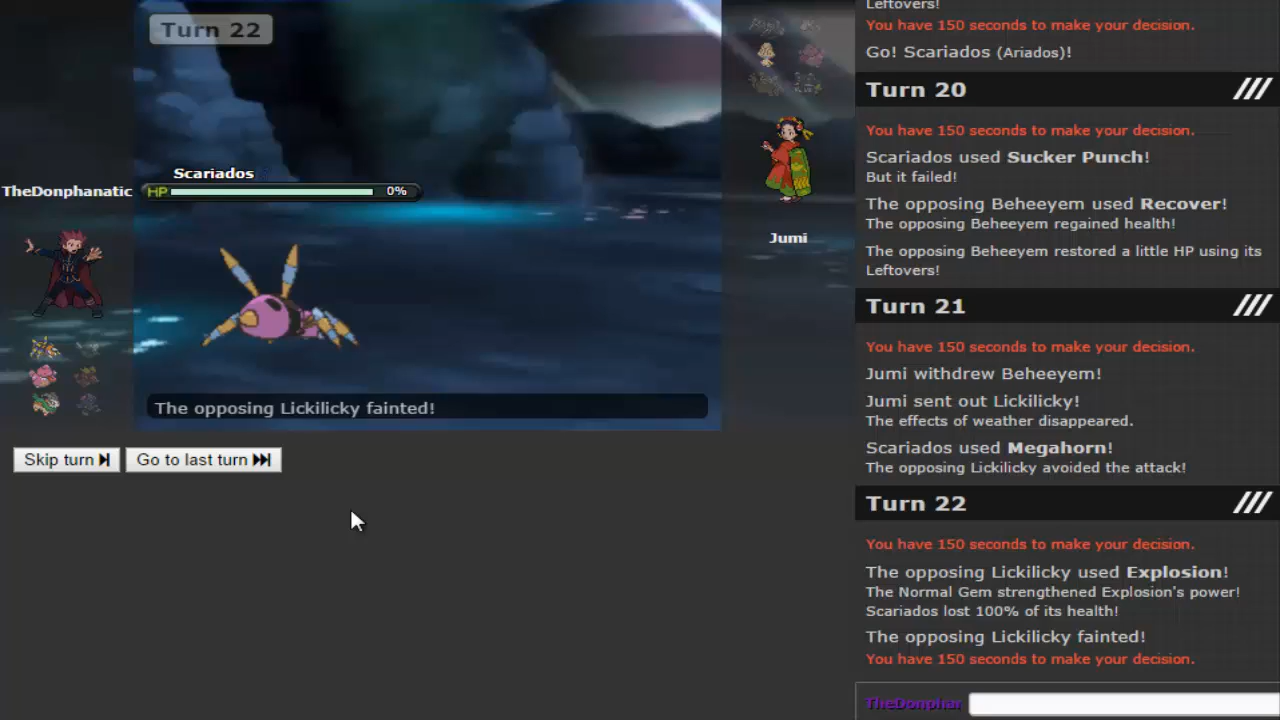 Turn 22
Scariados
HP 0%
TheDonphanatic
Jumi
The opposing Lickilicky fainted!
Skip turn
Go to last turn
Leftovers!
You have 150 seconds to make your decision.
Go! Scariados (Ariados)!
Turn 20
You have 150 seconds to make your decision.
Scariados used Sucker Punch!
But it failed!
The opposing Beheeyem used Recover!
The opposing Beheeyem regained health!
The opposing Beheeyem restored a little HP using its
Leftovers!
Turn 21
You have 150 seconds to make your decision.
Jumi withdrew Beheeyem!
Jumi sent out Lickilicky!
The effects of weather disappeared.
Scariados used Megahorn!
The opposing Lickilicky avoided the attack!
Turn 22
You have 150 seconds to make your decision.
The opposing Lickilicky used Explosion!
The Normal Gem strengthened Explosion's power!
Scariados lost 100% of its health!
The opposing Lickilicky fainted!
You have 150 seconds to make your decision.
TheDonphar